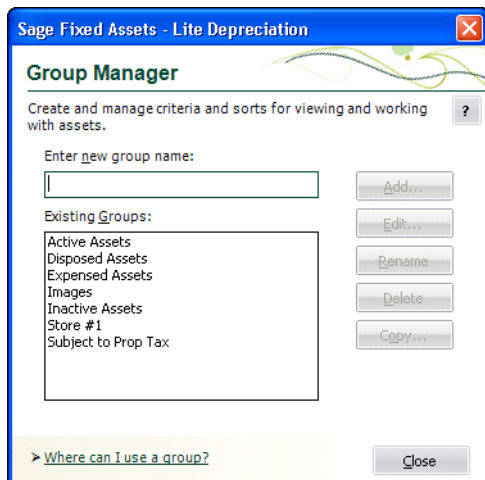 Sage Fixed Assets - Lite Depreciation
Group Manager
Create and manage criteria and sorts for viewing and working
with assets.
?
Enter new group name:
Add...
Existing Groups:
Edit...
Active Assets
Disposed Assets
Expensed Assets
Images
Inactive Assets
Store #1
Subject to Prop Tax
Rename
Delete
Copy...
➤ Where can I use a group?
Close